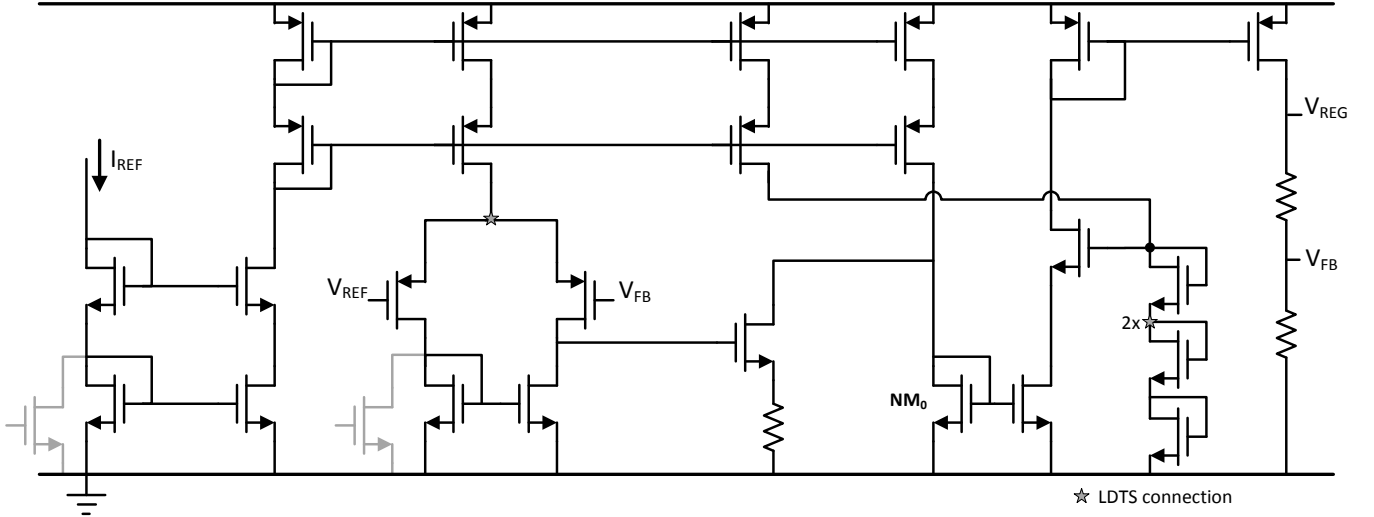 V_REG
I_REF
V_FB
V_REF
V_FB
2x
NM₀
LDTS connection